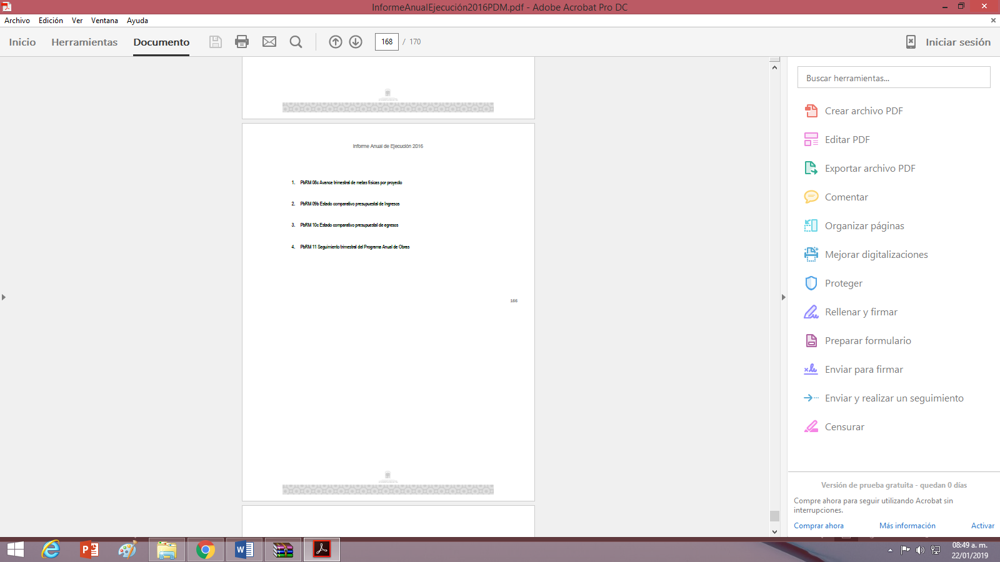 InformeAnualEjecución2016PDM.pdf - Adobe Acrobat Pro DC
Archivo Edición Ver Ventana Ayuda
Inicio Herramientas Documento 168 / 170 Iniciar sesión
Informe Anual de Ejecución 2016
1. PbRM 08c Avance trimestral de metas físicas por proyecto
2. PbRM 09b Estado comparativo presupuestal de Ingresos
3. PbRM 10c Estado comparativo presupuestal de egresos
4. PbRM 11 Seguimiento trimestral del Programa Anual de Obras
166
Buscar herramientas...
Crear archivo PDF
Editar PDF
Exportar archivo PDF
Comentar
Organizar páginas
Mejorar digitalizaciones
Proteger
Rellenar y firmar
Preparar formulario
Enviar para firmar
Enviar y realizar un seguimiento
Censurar
Versión de prueba gratuita - quedan 0 días
Compre ahora para seguir utilizando Acrobat sin
interrupciones.
Comprar ahora Más información Activar
08:49 a. m.
22/01/2019